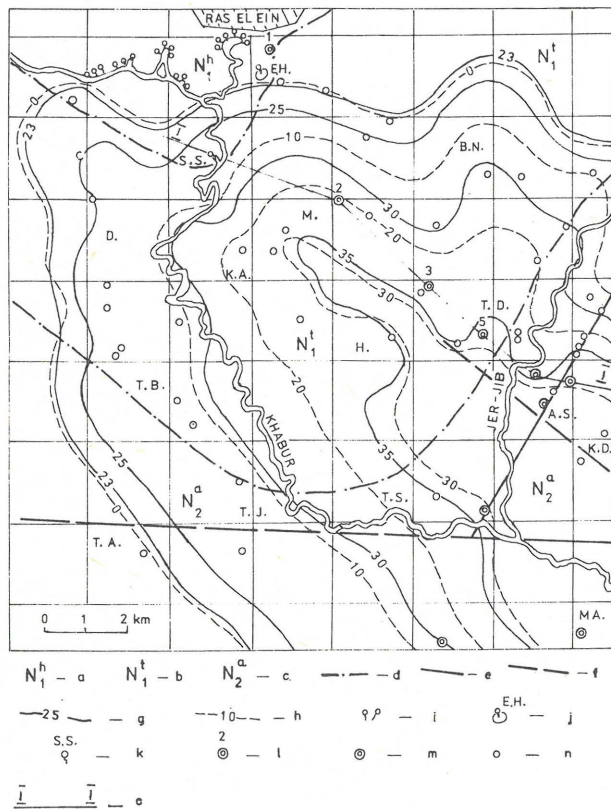 RAS EL EIN
1
E.H.
N₁ʰ
N₁ᵗ
23
0
0
23
25
10
I
S.S.
B.N.
2
30
M.
20
D.
35
K.A.
3
30
T.D.
5
N₁ᵗ
H.
I
T.B.
20
A.S.
KHABUR
JER-JIB
35
K.D.
25
23
0
N₂ᵃ
T.J.
T.S.
30
N₂ᵃ
T.A.
30
10
MA.
0 1 2 km
N₁ʰ – a N₁ᵗ – b N₂ᵃ – c. – d – e – f
25 – g 10 – h – i E.H. – j
S.S. – k 2 – l – m – n
I I – o